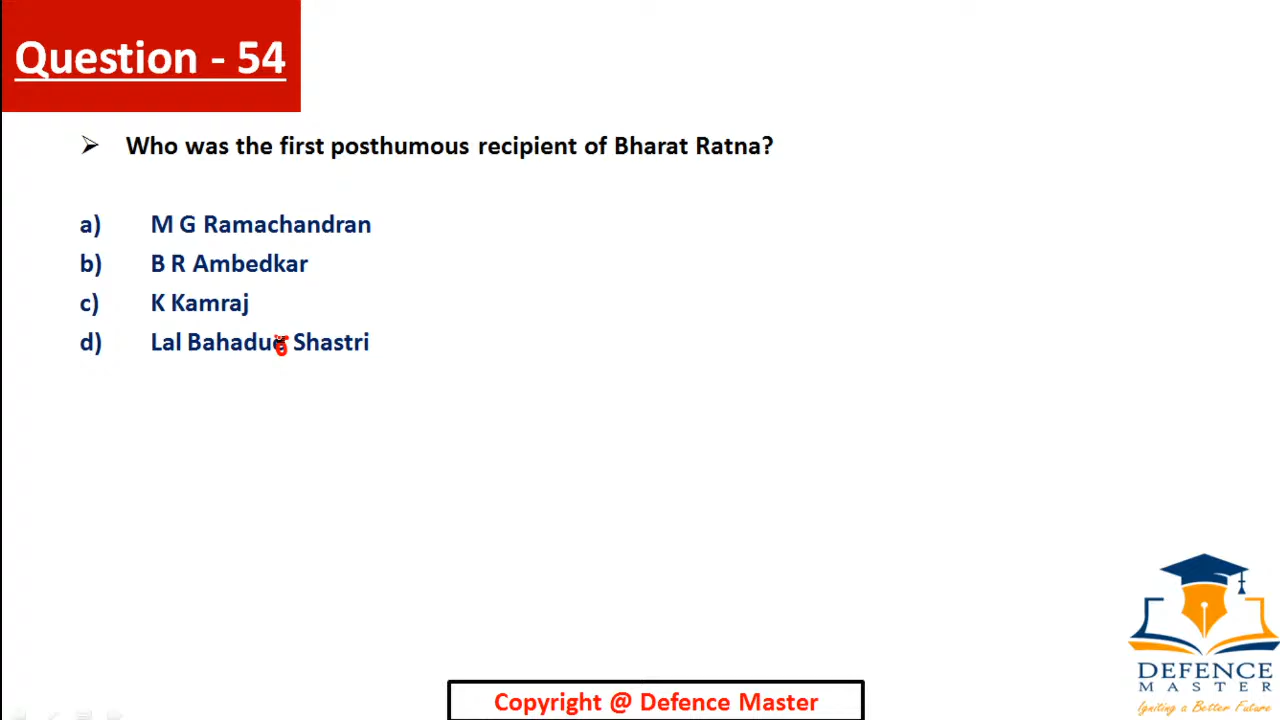 Question - 54
Who was the first posthumous recipient of Bharat Ratna?
a) M G Ramachandran
b) B R Ambedkar
c) K Kamraj
d) Lal Bahadur Shastri
DEFENCE
MASTER
Igniting a Better Future
Copyright @ Defence Master